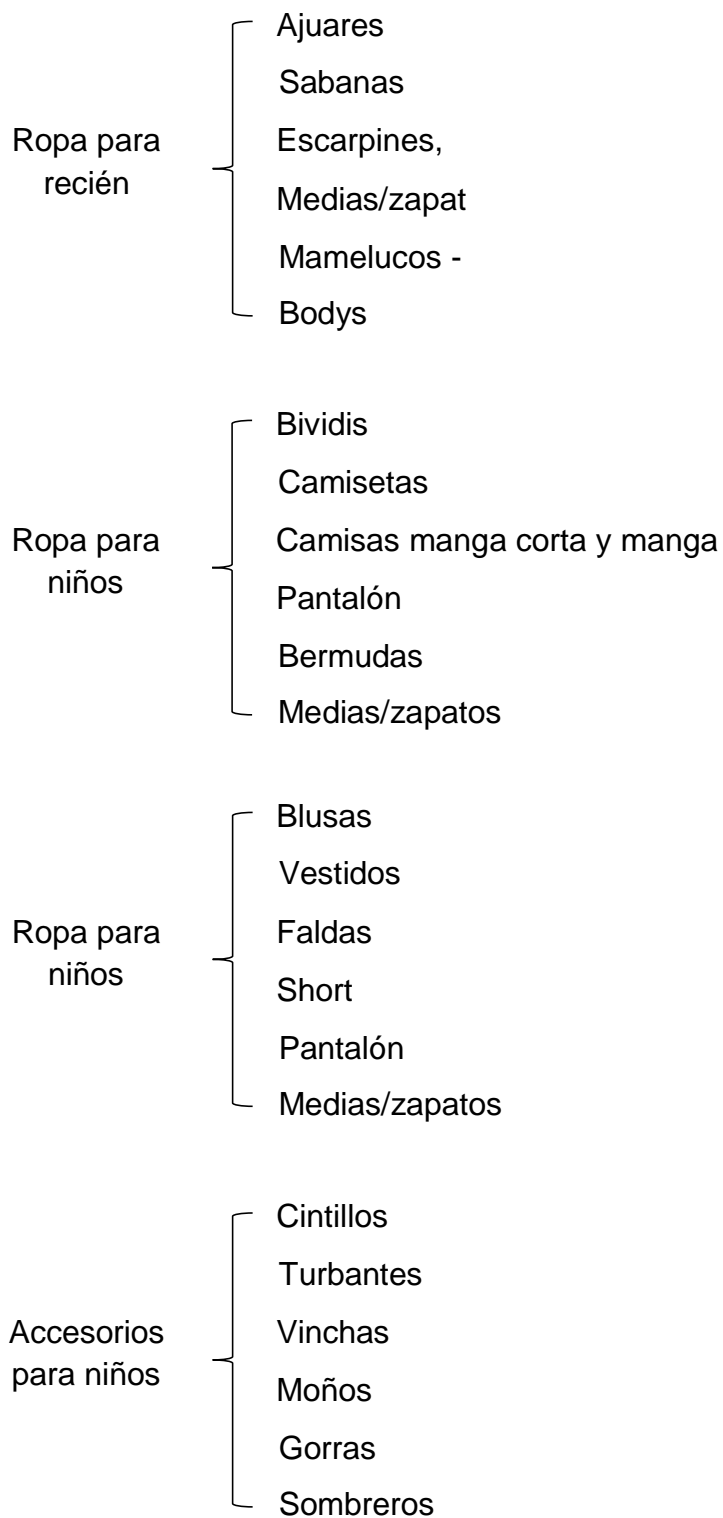 Ropa para
recién
Ajuares
Sabanas
Escarpines,
Medias/zapat
Mamelucos -
Bodys
Ropa para
niños
Bividis
Camisetas
Camisas manga corta y manga
Pantalón
Bermudas
Medias/zapatos
Ropa para
niños
Blusas
Vestidos
Faldas
Short
Pantalón
Medias/zapatos
Accesorios
para niños
Cintillos
Turbantes
Vinchas
Moños
Gorras
Sombreros